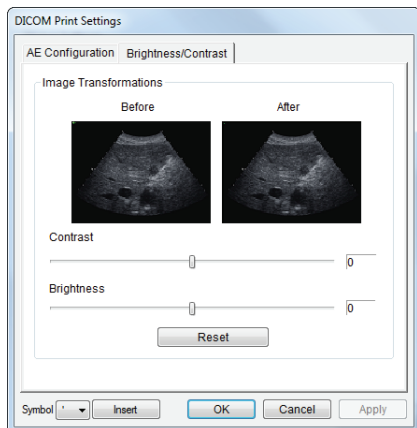 DICOM Print Settings
AE Configuration Brightness/Contrast
Image Transformations
Before After
Contrast
0
Brightness
0
Reset
Symbol ' Insert OK Cancel Apply